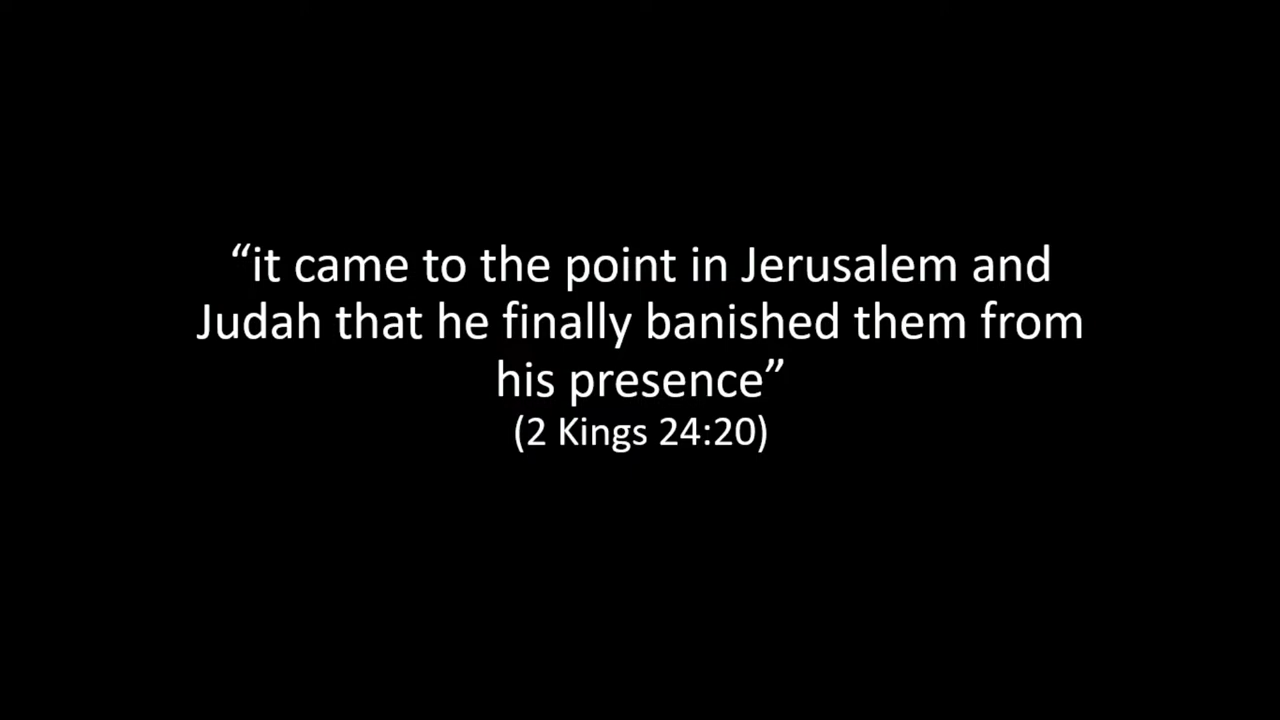 “it came to the point in Jerusalem and
Judah that he finally banished them from
his presence”
(2 Kings 24:20)